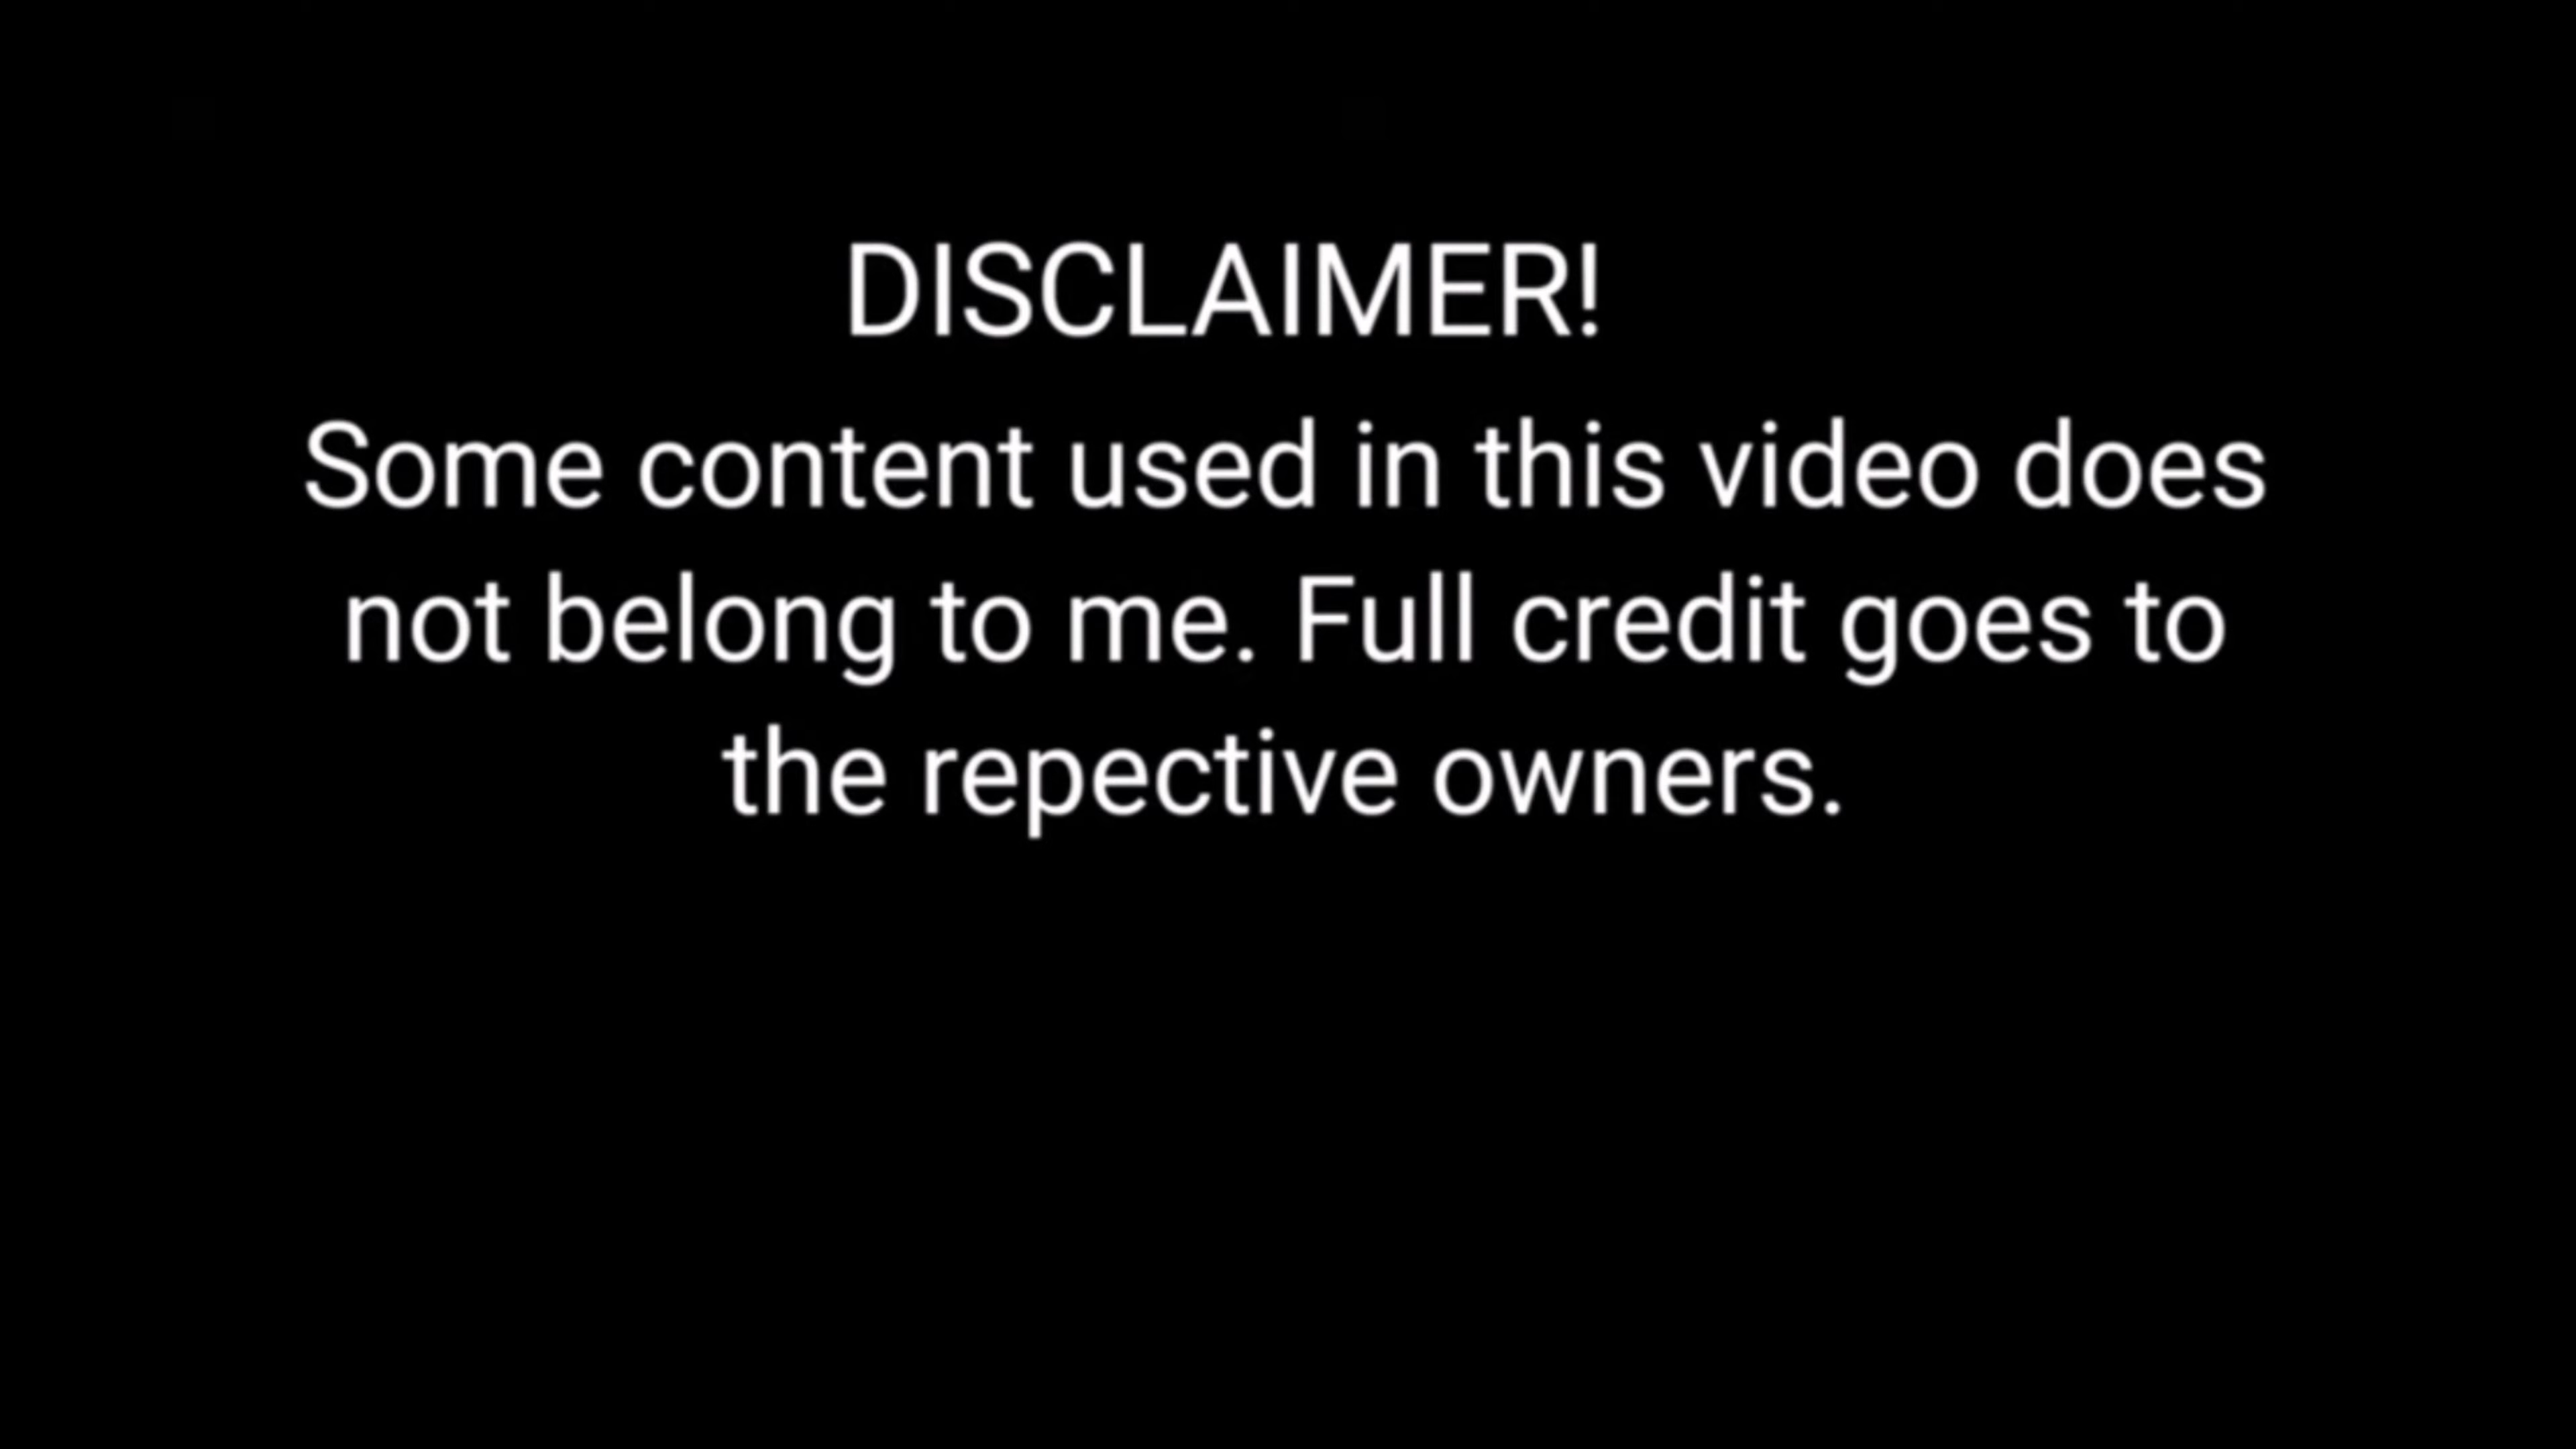 DISCLAIMER!
Some content used in this video does
not belong to me. Full credit goes to
the repective owners.